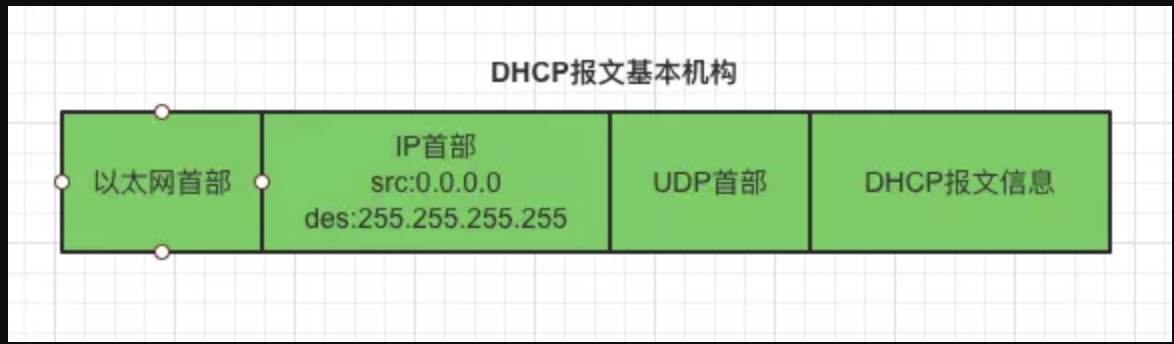 DHCP报文基本机构
以太网首部
IP首部
src:0.0.0.0
des:255.255.255.255
UDP首部
DHCP报文信息